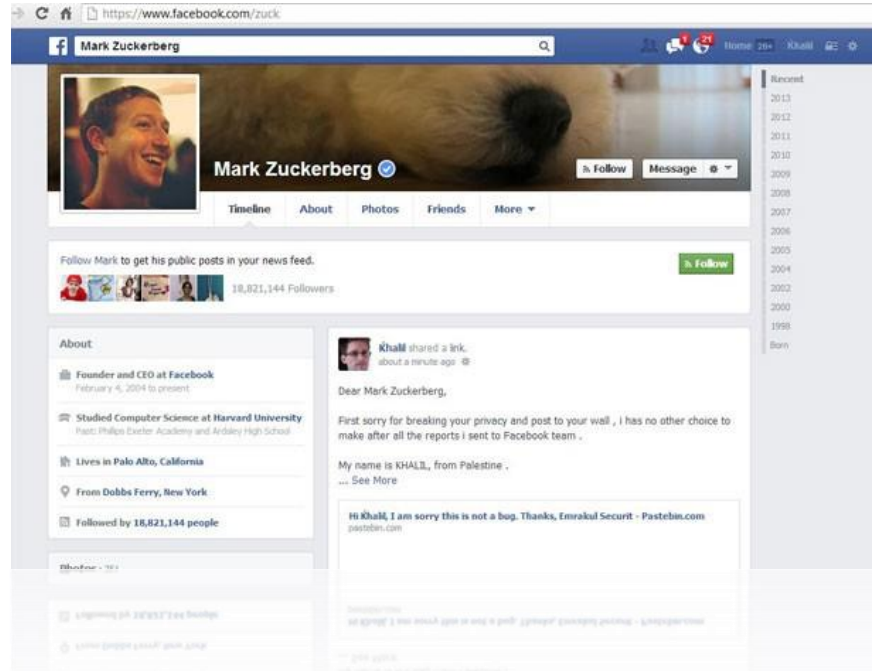 https://www.facebook.com/zuck
f
Mark Zuckerberg
1
21
Home
20+
Khalil
Mark Zuckerberg
Follow
Message
Timeline
About
Photos
Friends
More
Recent
2013
2012
2011
2010
2009
2008
2007
2006
2005
2004
2002
2000
1998
Born
Follow Mark to get his public posts in your news feed.
18,821,144 Followers
Follow
About
Founder and CEO at Facebook
February 4, 2004 to present
Studied Computer Science at Harvard University
Past: Phillips Exeter Academy and Ardsley High School
Lives in Palo Alto, California
From Dobbs Ferry, New York
Followed by 18,821,144 people
Photos
Khalil shared a link.
about a minute ago
Dear Mark Zuckerberg,
First sorry for breaking your privacy and post to your wall , i has no other choice to
make after all the reports i sent to Facebook team .
My name is KHALIL, from Palestine .
... See More
Hi Khalil, I am sorry this is not a bug. Thanks, Emrakul Securit - Pastebin.com
pastebin.com